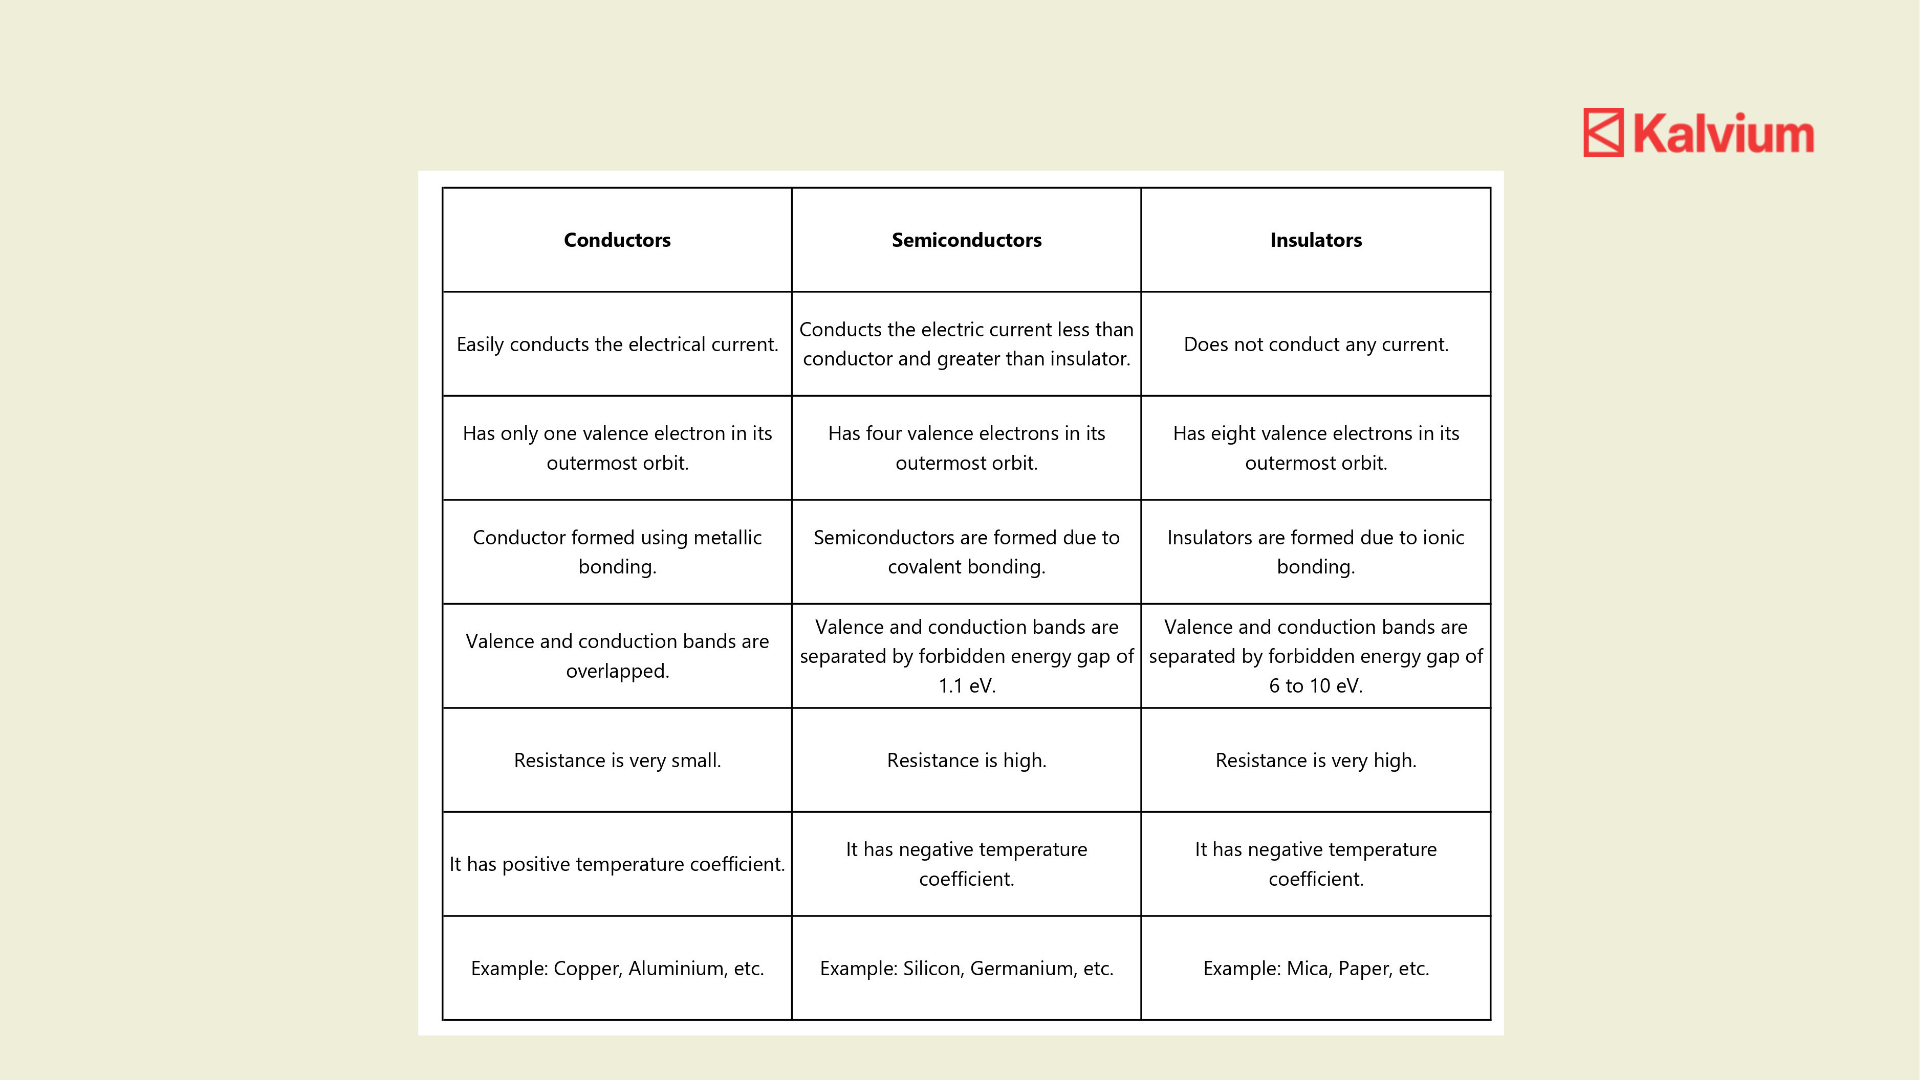 Kalvium
Conductors
Semiconductors
Insulators
Easily conducts the electrical current.
Conducts the electric current less than
conductor and greater than insulator.
Does not conduct any current.
Has only one valence electron in its
outermost orbit.
Has four valence electrons in its
outermost orbit.
Has eight valence electrons in its
outermost orbit.
Conductor formed using metallic
bonding.
Semiconductors are formed due to
covalent bonding.
Insulators are formed due to ionic
bonding.
Valence and conduction bands are
overlapped.
Valence and conduction bands are
separated by forbidden energy gap of
1.1 eV.
Valence and conduction bands are
separated by forbidden energy gap of
6 to 10 eV.
Resistance is very small.
Resistance is high.
Resistance is very high.
It has positive temperature coefficient.
It has negative temperature
coefficient.
It has negative temperature
coefficient.
Example: Copper, Aluminium, etc.
Example: Silicon, Germanium, etc.
Example: Mica, Paper, etc.